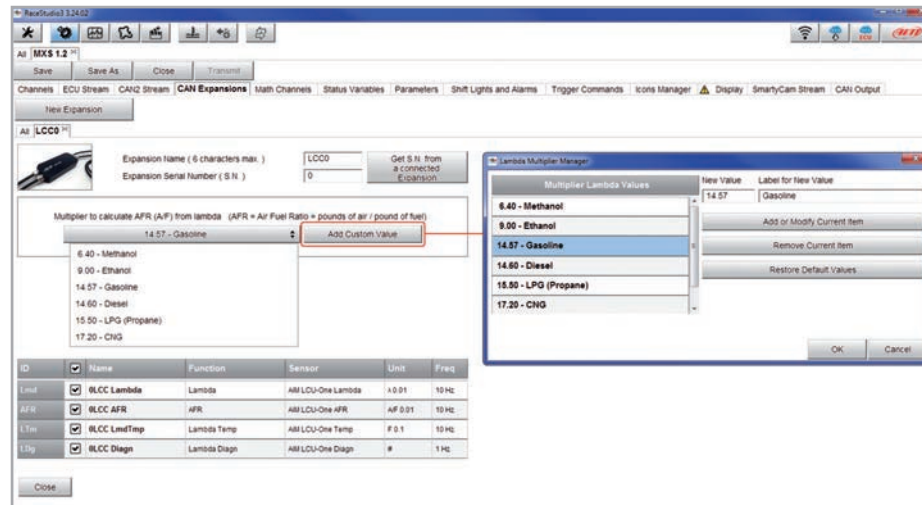 RaceStudio3 3.24.02
All MXS 1.2
Save Save As Close Transmit
Channels ECU Stream CAN2 Stream CAN Expansions Math Channels Status Variables Parameters Shift Lights and Alarms Trigger Commands Icons Manager Display SmartyCam Stream CAN Output
New Expansion
All LCC0
Expansion Name ( 6 characters max. ) LCC0
Expansion Serial Number ( S.N. ) 0
Get S.N. from
a connected
Expansion
Multiplier to calculate AFR (A/F) from lambda (AFR = Air Fuel Ratio = pounds of air / pound of fuel)
14.57 - Gasoline Add Custom Value
6.40 - Methanol
9.00 - Ethanol
14.57 - Gasoline
14.60 - Diesel
15.50 - LPG (Propane)
17.20 - CNG
Lambda Multiplier Manager
Multiplier Lambda Values
6.40 - Methanol
9.00 - Ethanol
14.57 - Gasoline
14.60 - Diesel
15.50 - LPG (Propane)
17.20 - CNG
New Value Label for New Value
14.57 Gasoline
Add or Modify Current Item
Remove Current Item
Restore Default Values
OK Cancel
ID Name Function Sensor Unit Freq
Lmd 0LCC Lambda Lambda AiM LCU-One Lambda λ 0.01 10 Hz
AFR 0LCC AFR AFR AiM LCU-One AFR A/F 0.01 10 Hz
LTm 0LCC LmdTmp Lambda Temp AiM LCU-One Temp F 0.1 10 Hz
LDg 0LCC Diagn Lambda Diagn AiM LCU-One Diagn # 1 Hz
Close